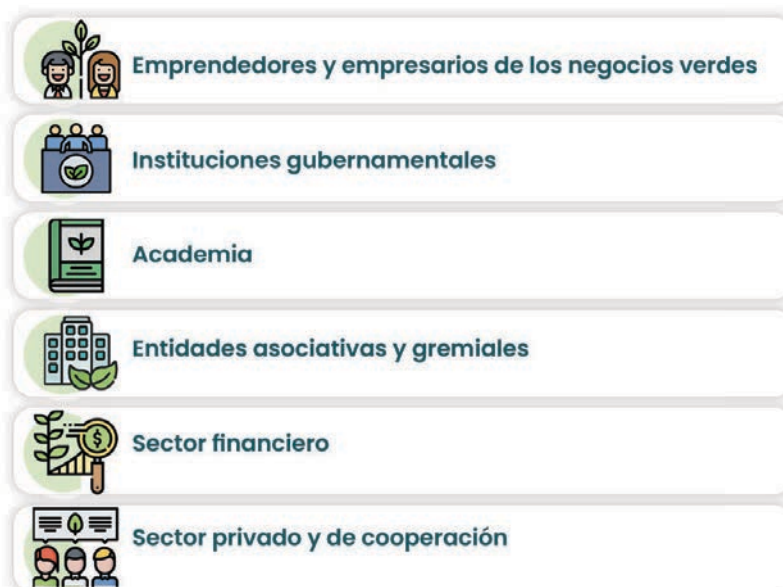 Emprendedores y empresarios de los negocios verdes
Instituciones gubernamentales
Academia
Entidades asociativas y gremiales
Sector financiero
Sector privado y de cooperación